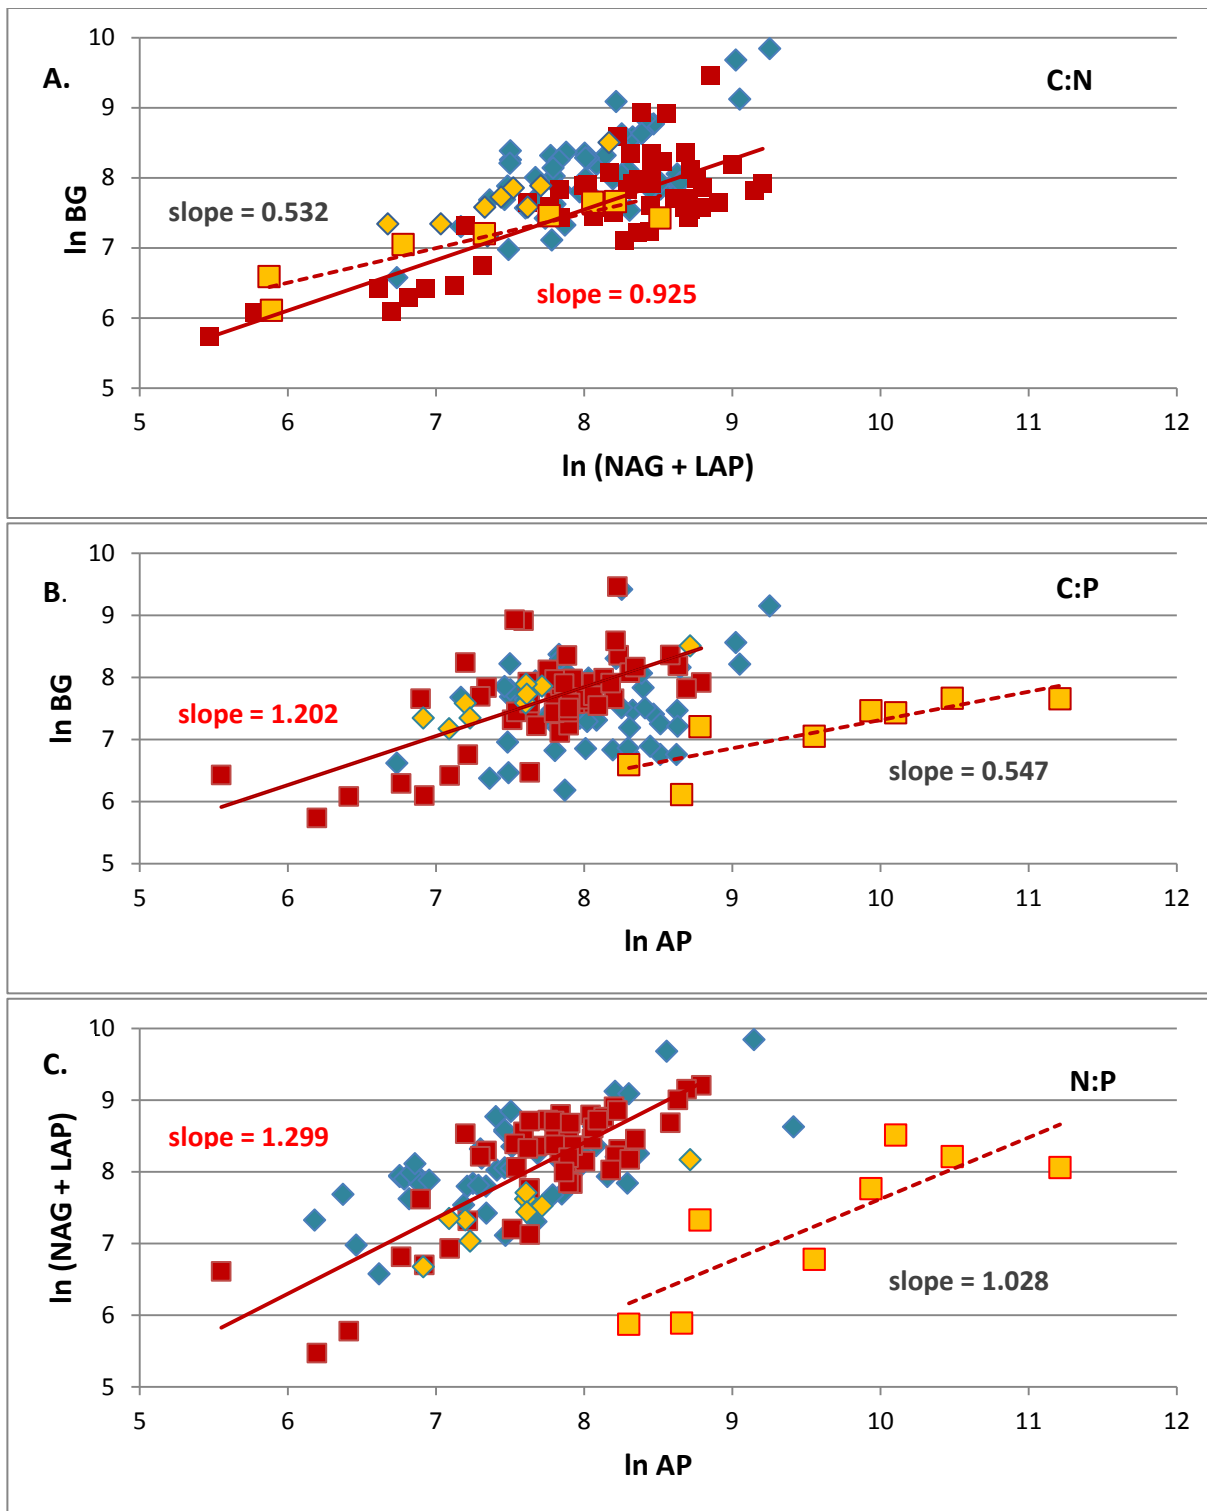 A.
C:N
10
9
8
7
6
5
ln BG
slope = 0.532
slope = 0.925
5 6 7 8 9 10 11 12
ln (NAG + LAP)
B.
C:P
10
9
8
7
6
5
ln BG
slope = 1.202
slope = 0.547
5 6 7 8 9 10 11 12
ln AP
C.
N:P
10
9
8
7
6
5
ln (NAG + LAP)
slope = 1.299
slope = 1.028
5 6 7 8 9 10 11 12
ln AP